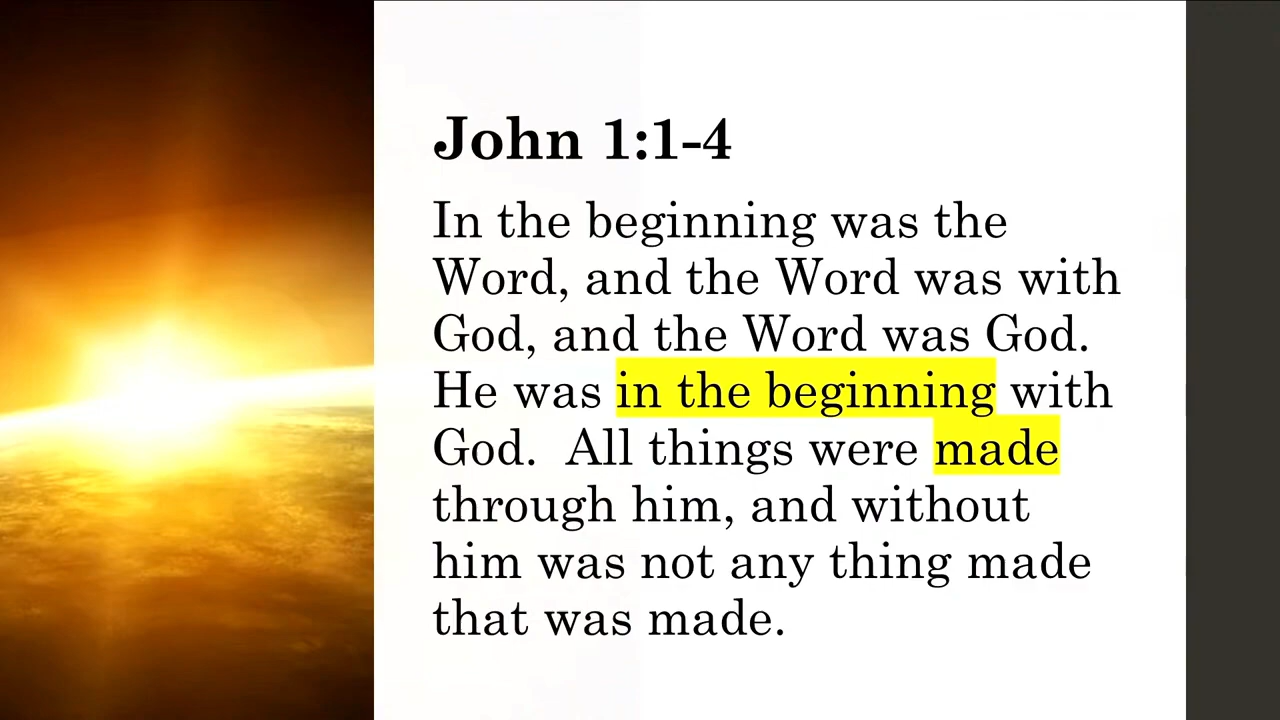 John 1:1-4
In the beginning was the
Word, and the Word was with
God, and the Word was God.
He was in the beginning with
God.  All things were made
through him, and without
him was not any thing made
that was made.